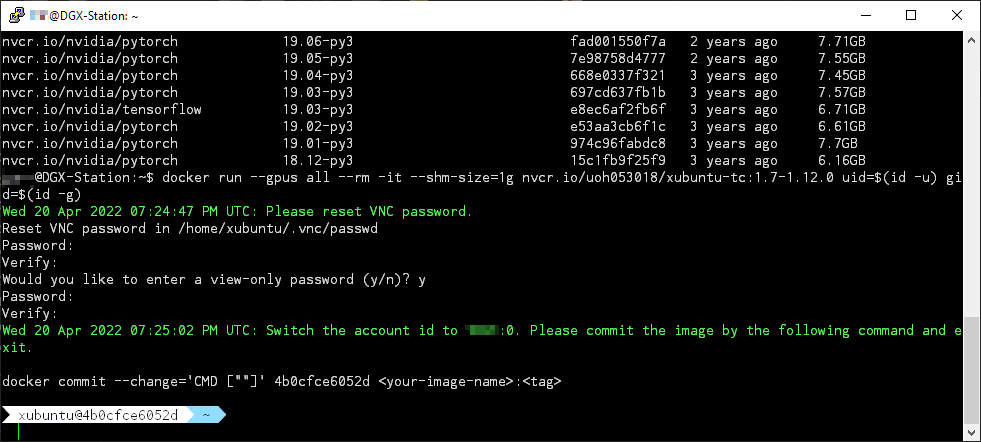 @DGX-Station: ~
nvcr.io/nvidia/pytorch 19.06-py3 fad001550f7a 2 years ago 7.71GB
nvcr.io/nvidia/pytorch 19.05-py3 7e98758d4777 2 years ago 7.55GB
nvcr.io/nvidia/pytorch 19.04-py3 668e0337f321 3 years ago 7.45GB
nvcr.io/nvidia/pytorch 19.03-py3 697cd637fb1b 3 years ago 7.57GB
nvcr.io/nvidia/tensorflow 19.03-py3 e8ec6af2fb6f 3 years ago 6.71GB
nvcr.io/nvidia/pytorch 19.02-py3 e53aa3cb6f1c 3 years ago 6.61GB
nvcr.io/nvidia/pytorch 19.01-py3 974c96fabdc8 3 years ago 7.7GB
nvcr.io/nvidia/pytorch 18.12-py3 15c1fb9f25f9 3 years ago 6.16GB
@DGX-Station:~$ docker run --gpus all --rm -it --shm-size=1g nvcr.io/uoh053018/xubuntu-tc:1.7-1.12.0 uid=$(id -u) gi
d=$(id -g)
Wed 20 Apr 2022 07:24:47 PM UTC: Please reset VNC password.
Reset VNC password in /home/xubuntu/.vnc/passwd
Password:
Verify:
Would you like to enter a view-only password (y/n)? y
Password:
Verify:
Wed 20 Apr 2022 07:25:02 PM UTC: Switch the account id to :0. Please commit the image by the following command and e
xit.
docker commit --change='CMD [""]' 4b0cfce6052d <your-image-name>:<tag>
xubuntu@4b0cfce6052d ~